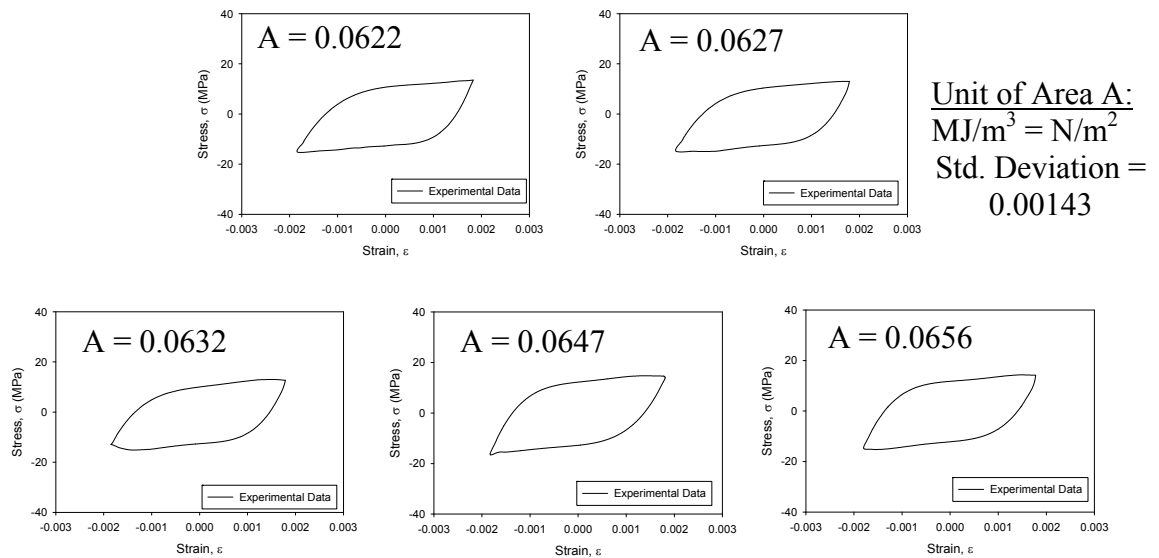 A = 0.0622
40
20
0
-20
-40
Stress, σ (MPa)
Experimental Data
-0.003 -0.002 -0.001 0.000 0.001 0.002 0.003
Strain, ε
A = 0.0627
40
20
0
-20
-40
Stress, σ (MPa)
Experimental Data
-0.003 -0.002 -0.001 0.000 0.001 0.002 0.003
Strain, ε
Unit of Area A:
MJ/m³ = N/m²
Std. Deviation =
0.00143
A = 0.0632
40
20
0
-20
-40
Stress, σ (MPa)
Experimental Data
-0.003 -0.002 -0.001 0.000 0.001 0.002 0.003
Strain, ε
A = 0.0647
40
20
0
-20
-40
Stress, σ (MPa)
Experimental Data
-0.003 -0.002 -0.001 0.000 0.001 0.002 0.003
Strain, ε
A = 0.0656
40
20
0
-20
-40
Stress, σ (MPa)
Experimental Data
-0.003 -0.002 -0.001 0.000 0.001 0.002 0.003
Strain, ε